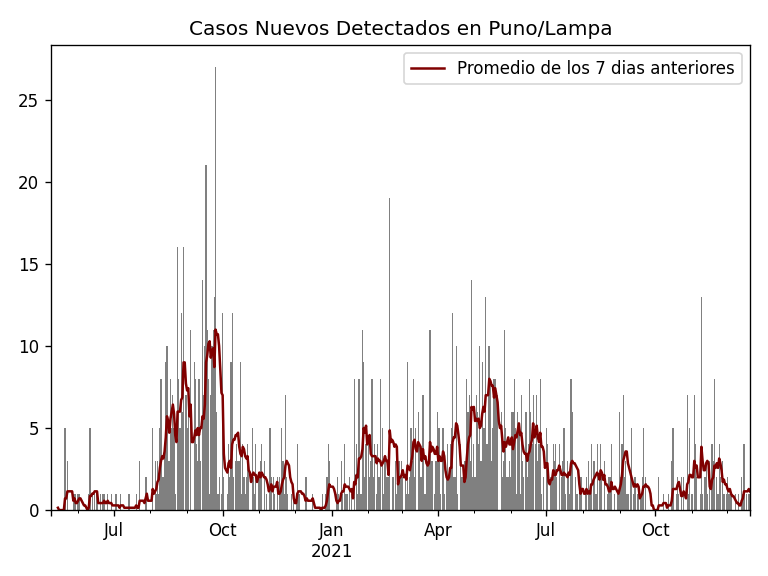 Casos Nuevos Detectados en Puno/Lampa
Promedio de los 7 dias anteriores
25
20
15
10
5
0
Jul
Oct
Jan
2021
Apr
Jul
Oct